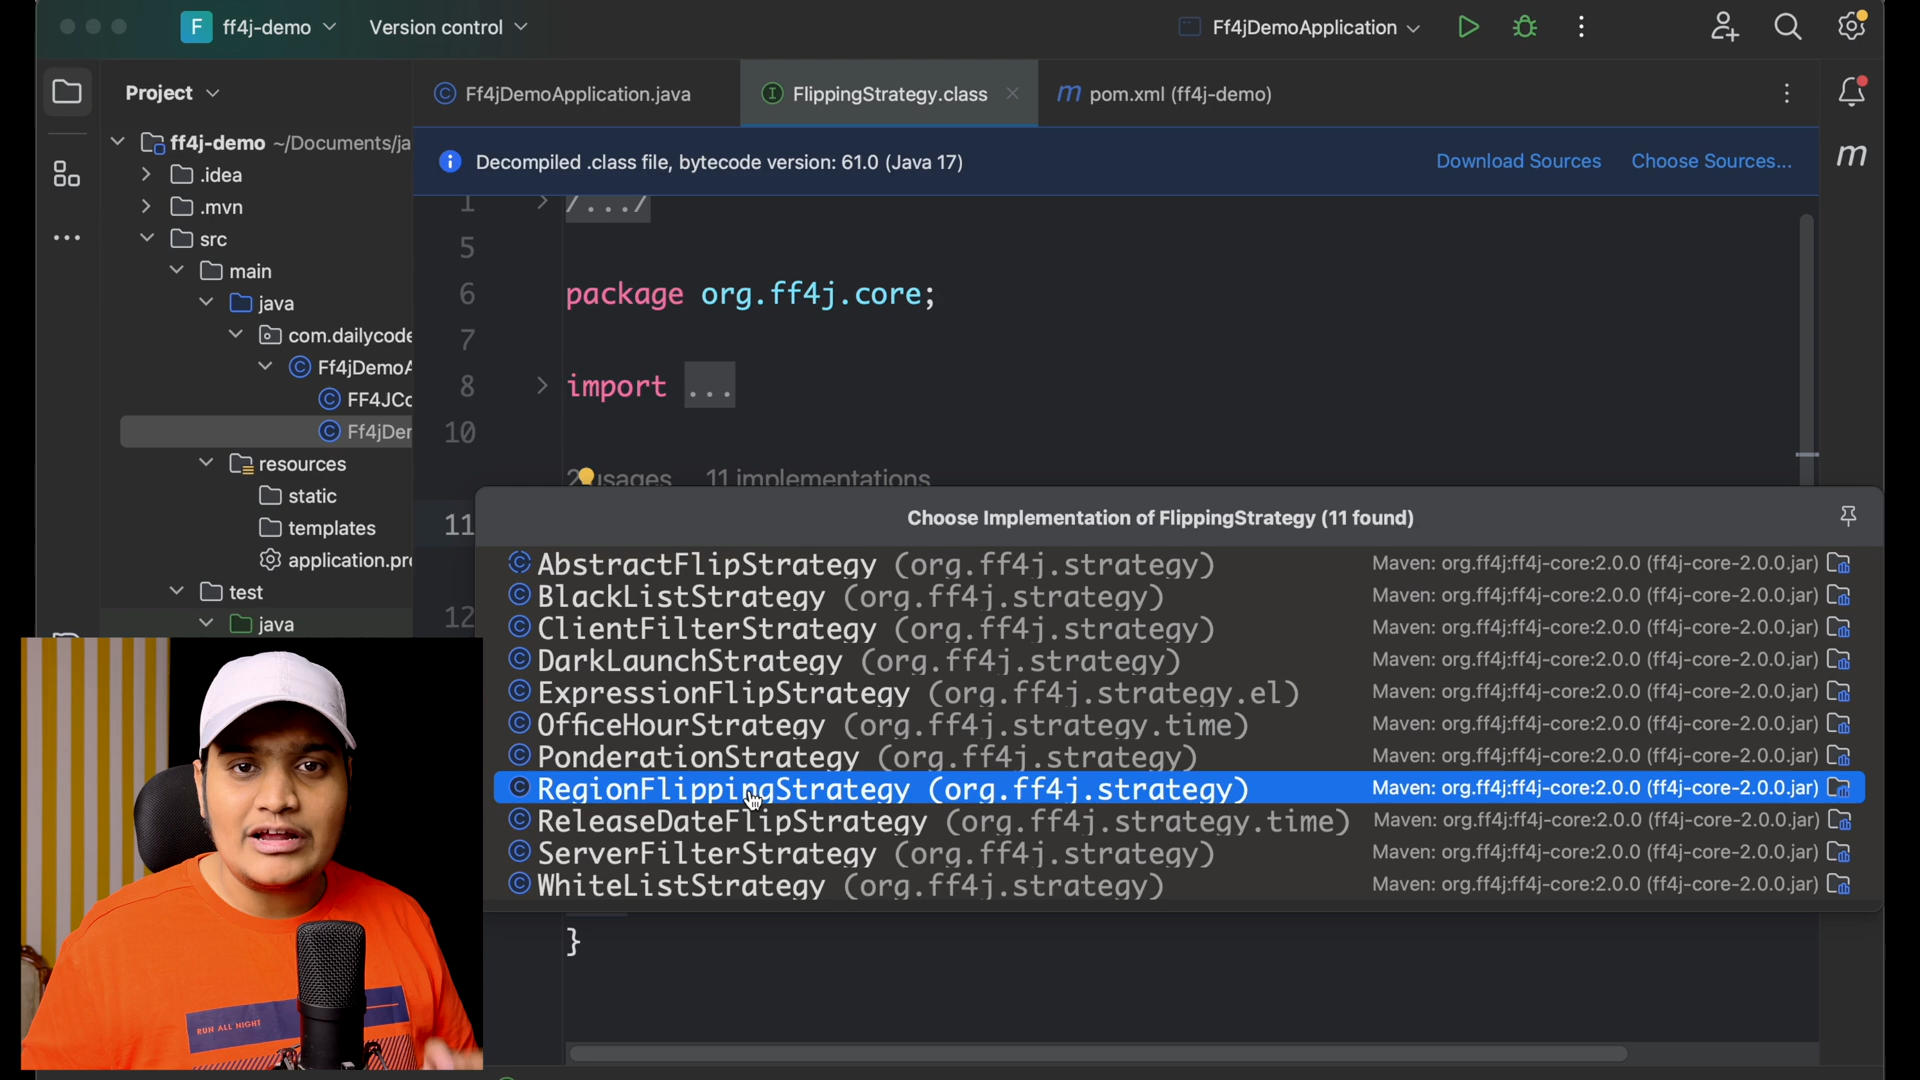 F ff4j-demo Version control Ff4jDemoApplication
Project Ff4jDemoApplication.java FlippingStrategy.class m pom.xml (ff4j-demo)
ff4j-demo ~/Documents/ja
Decompiled .class file, bytecode version: 61.0 (Java 17) Download Sources Choose Sources... m
.idea
.mvn
src
main
java
com.dailycode
Ff4jDemoA
FF4JCo
Ff4jDer
resources
static
templates
application.pro
test
java
1 /.../
5
6 package org.ff4j.core;
7
8 import ...
10
2 usages 11 implementations
11
12
Choose Implementation of FlippingStrategy (11 found)
AbstractFlipStrategy (org.ff4j.strategy) Maven: org.ff4j:ff4j-core:2.0.0 (ff4j-core-2.0.0.jar)
BlackListStrategy (org.ff4j.strategy) Maven: org.ff4j:ff4j-core:2.0.0 (ff4j-core-2.0.0.jar)
ClientFilterStrategy (org.ff4j.strategy) Maven: org.ff4j:ff4j-core:2.0.0 (ff4j-core-2.0.0.jar)
DarkLaunchStrategy (org.ff4j.strategy) Maven: org.ff4j:ff4j-core:2.0.0 (ff4j-core-2.0.0.jar)
ExpressionFlipStrategy (org.ff4j.strategy.el) Maven: org.ff4j:ff4j-core:2.0.0 (ff4j-core-2.0.0.jar)
OfficeHourStrategy (org.ff4j.strategy.time) Maven: org.ff4j:ff4j-core:2.0.0 (ff4j-core-2.0.0.jar)
PonderationStrategy (org.ff4j.strategy) Maven: org.ff4j:ff4j-core:2.0.0 (ff4j-core-2.0.0.jar)
RegionFlippingStrategy (org.ff4j.strategy) Maven: org.ff4j:ff4j-core:2.0.0 (ff4j-core-2.0.0.jar)
ReleaseDateFlipStrategy (org.ff4j.strategy.time) Maven: org.ff4j:ff4j-core:2.0.0 (ff4j-core-2.0.0.jar)
ServerFilterStrategy (org.ff4j.strategy) Maven: org.ff4j:ff4j-core:2.0.0 (ff4j-core-2.0.0.jar)
WhiteListStrategy (org.ff4j.strategy) Maven: org.ff4j:ff4j-core:2.0.0 (ff4j-core-2.0.0.jar)
}
RUN ALL NIGHT